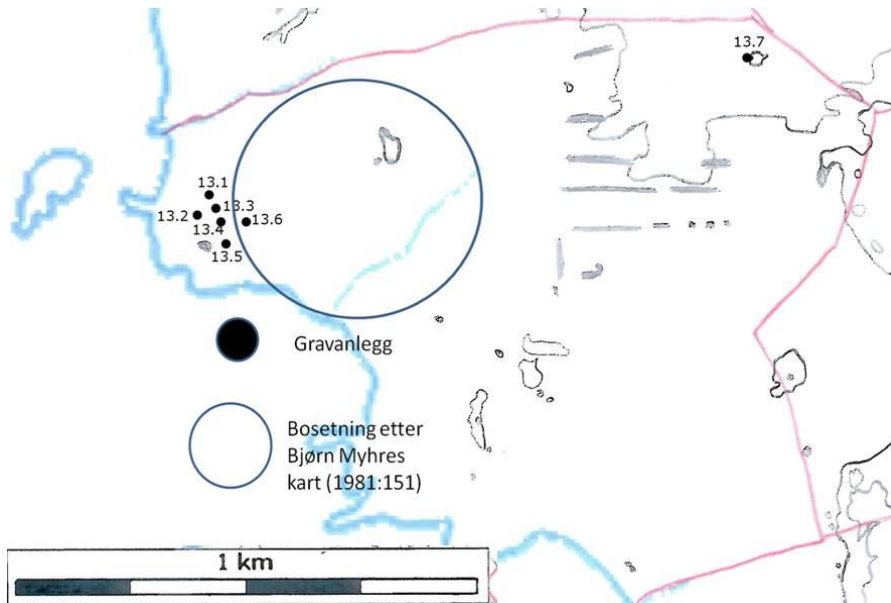 13.7
13.1
13.3
13.2
13.6
13.4
13.5
Gravanlegg
Bosetning etter
Bjørn Myhres
kart (1981:151)
1 km